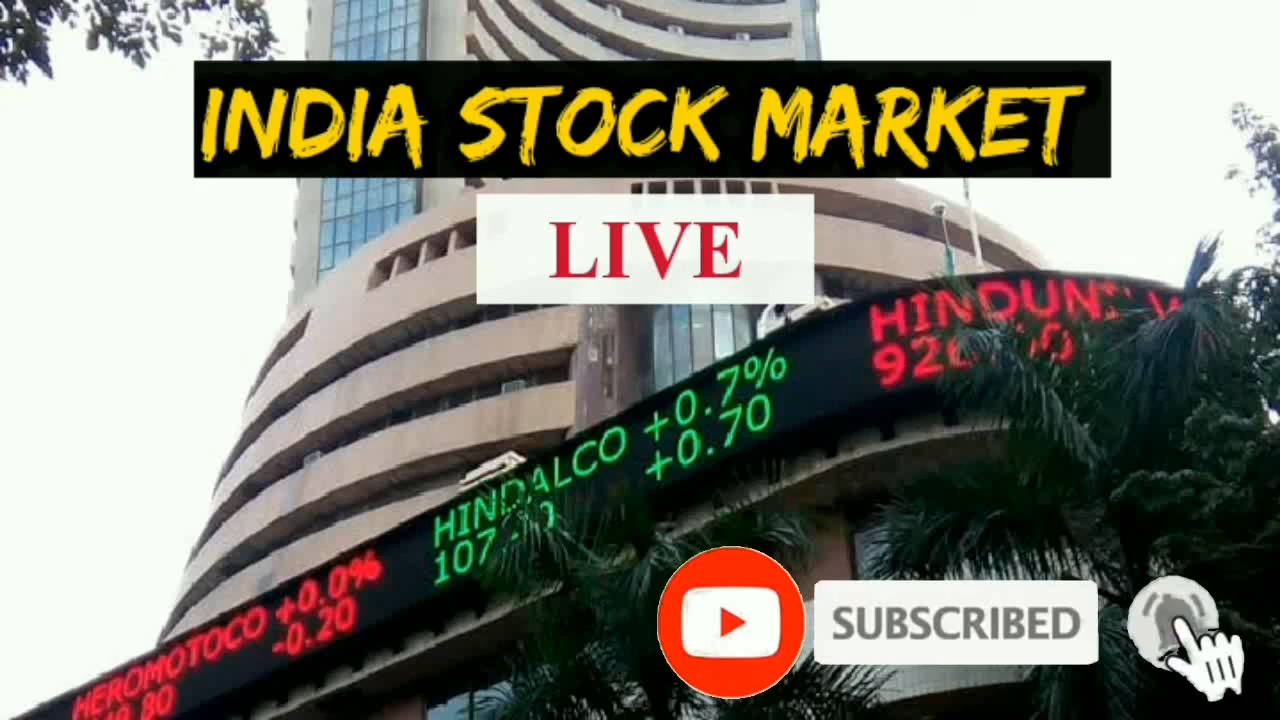 INDIA STOCK MARKET
LIVE
HINDALCO +0.7%
+0.70
HEROMOTOCO +0.0%
-0.20
SUBSCRIBED